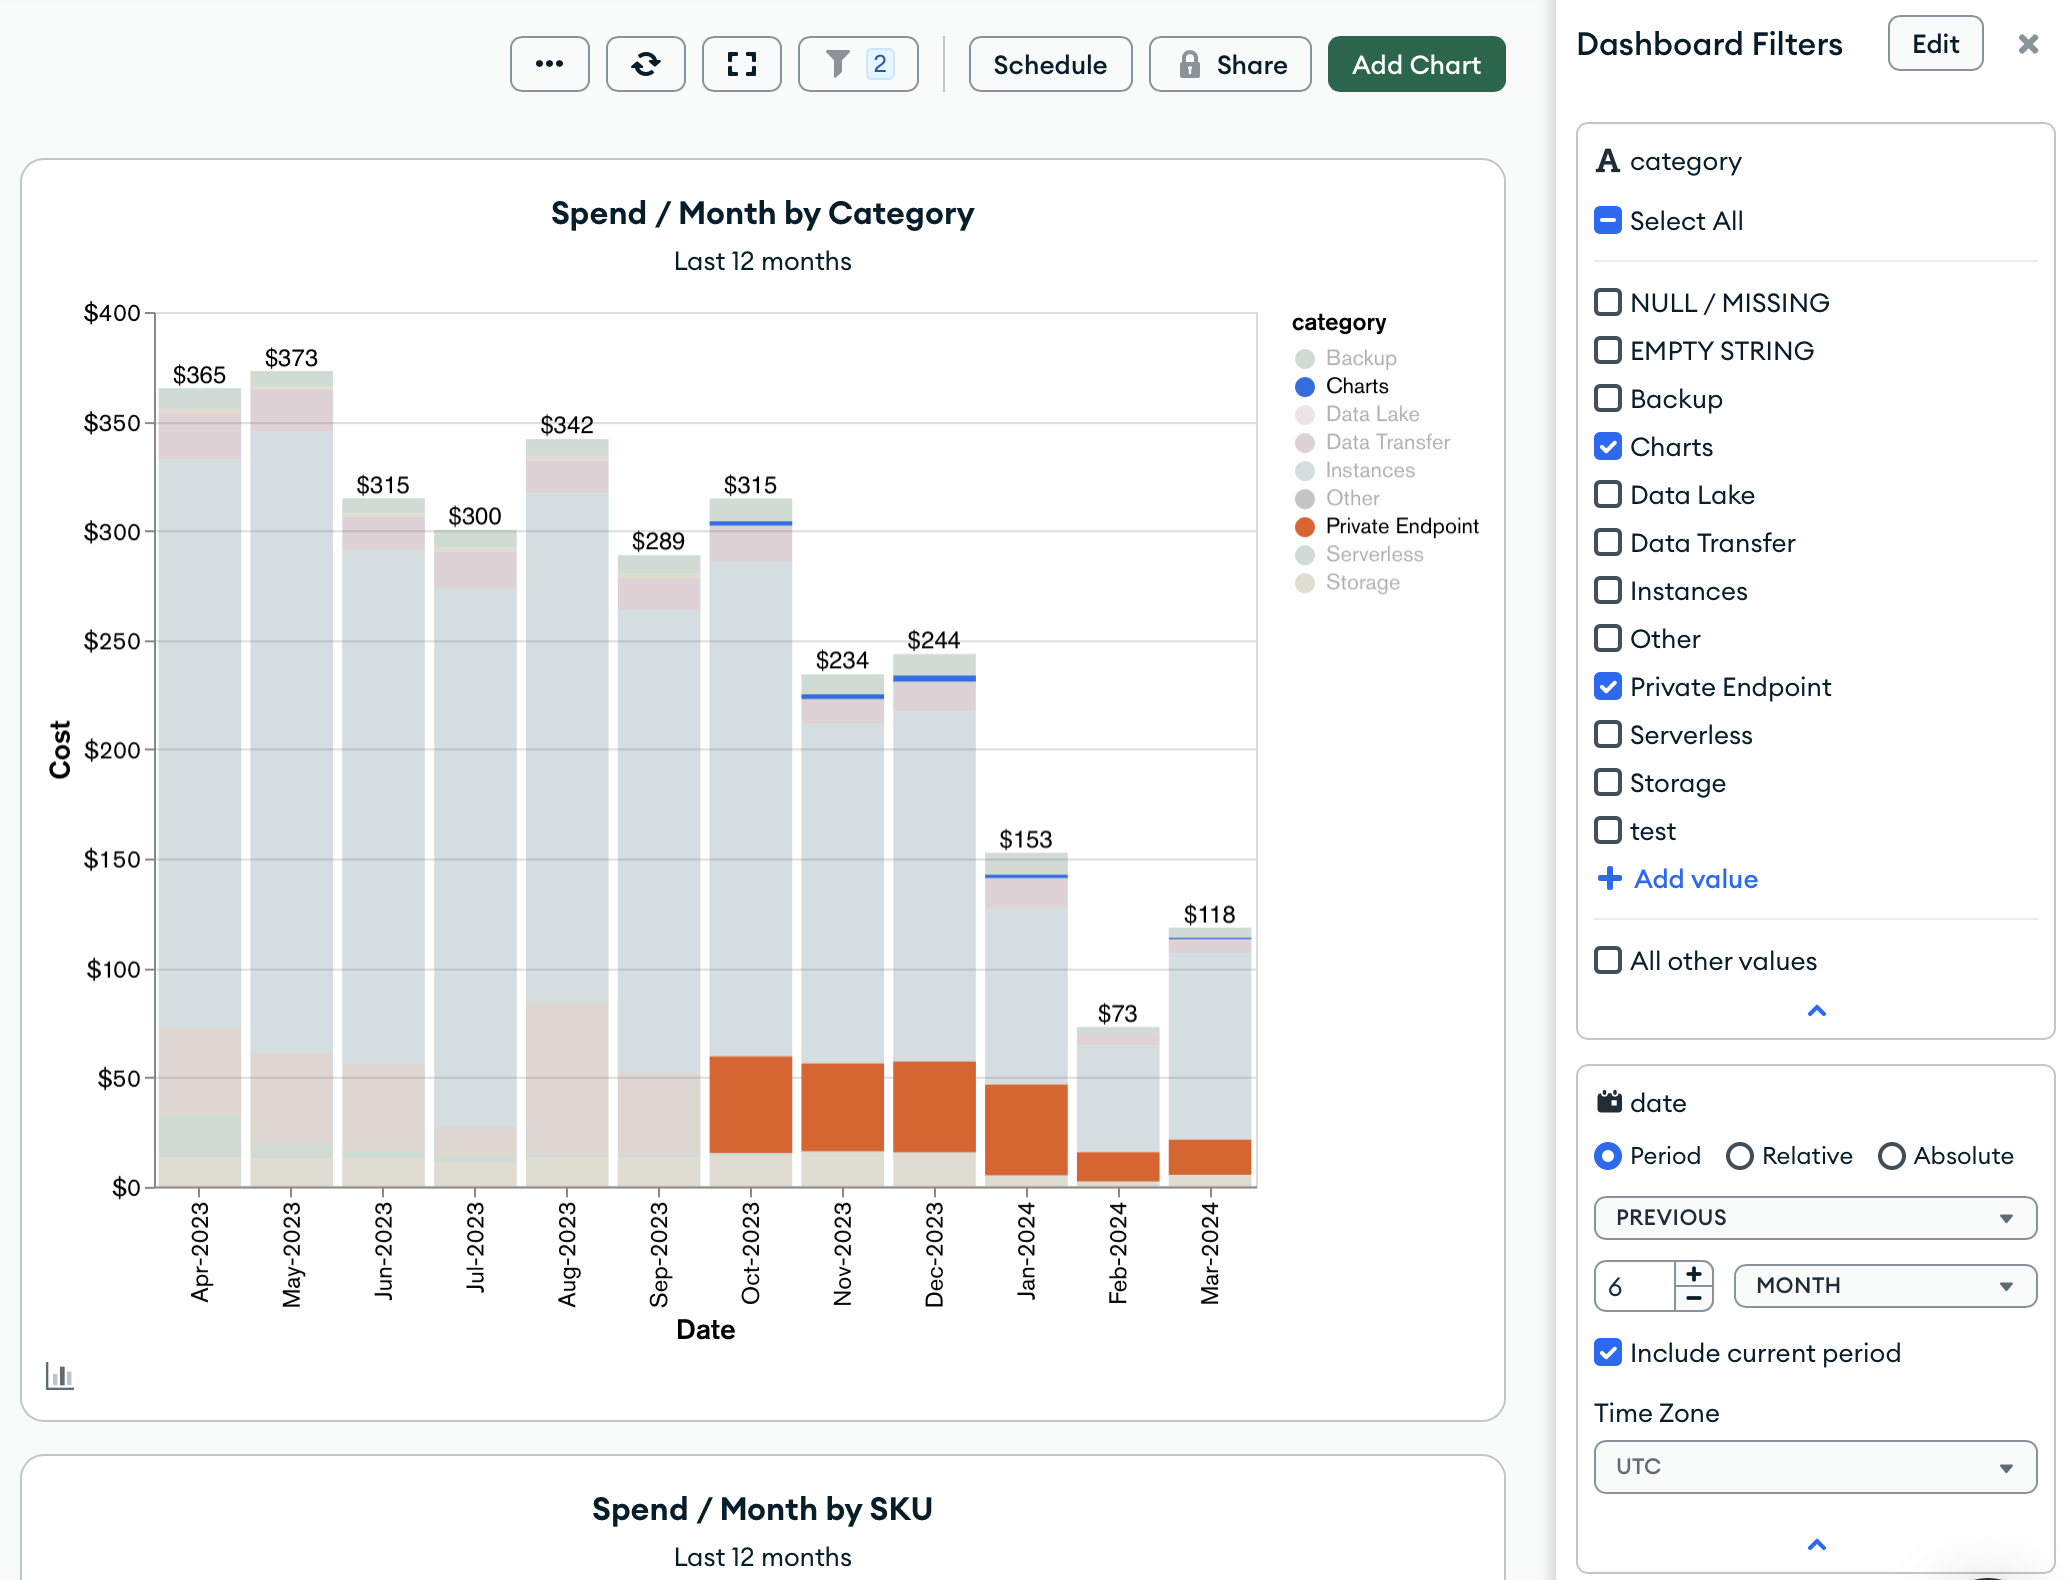 2
Schedule
Share
Add Chart
Spend / Month by Category
Last 12 months
$400
$350
$300
$250
$200
$150
$100
$50
$0
Cost
$365
$373
$315
$300
$342
$289
$315
$234
$244
$153
$73
$118
Apr-2023
May-2023
Jun-2023
Jul-2023
Aug-2023
Sep-2023
Oct-2023
Nov-2023
Dec-2023
Jan-2024
Feb-2024
Mar-2024
Date
category
Backup
Charts
Data Lake
Data Transfer
Instances
Other
Private Endpoint
Serverless
Storage
Spend / Month by SKU
Last 12 months
Dashboard Filters
Edit
category
Select All
NULL / MISSING
EMPTY STRING
Backup
Charts
Data Lake
Data Transfer
Instances
Other
Private Endpoint
Serverless
Storage
test
Add value
All other values
date
Period Relative Absolute
PREVIOUS
6 MONTH
Include current period
Time Zone
UTC